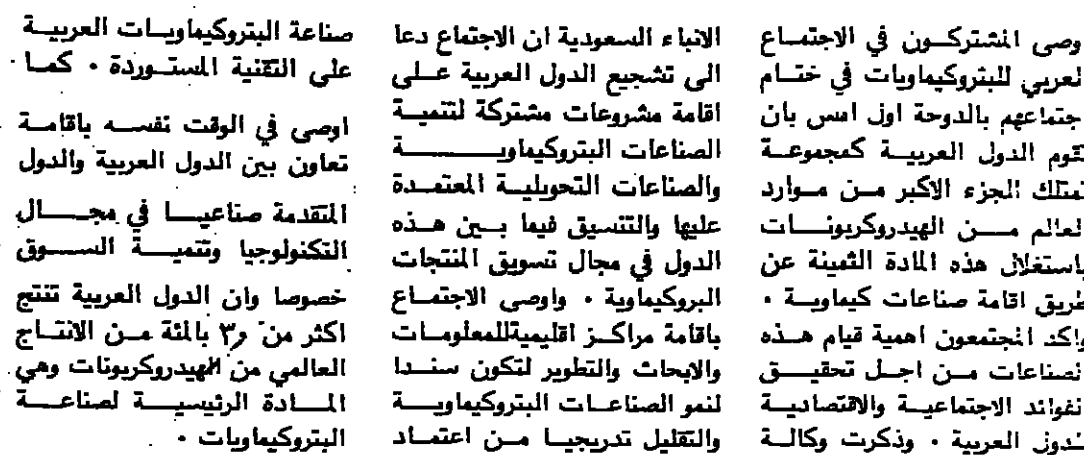 وصى المشتركون في الاجتماع
لعربي للبتروكيماويات في ختام
جتماعهم بالدوحة اول امس بان
تقوم الدول العربية كمجموعة
تمتلك الجزء الاكبر من موارد
لعالم من الهيدروكربونات
باستغلال هذه المادة الثمينة عن
طريق اقامة صناعات كيماوية .
واكد المجتمعون اهمية قيام هذه
لصناعات من اجل تحقيق
لفوائد الاجتماعية والاقتصادية
لدول العربية . وذكرت وكالة
الانباء السعودية ان الاجتماع دعا
الى تشجيع الدول العربية على
اقامة مشروعات مشتركة لتنمية
الصناعات البتروكيماوية
والصناعات التحويلية المعتمدة
عليها والتنسيق فيما بين هذه
الدول في مجال تسويق المنتجات
البروكيماوية . واوصى الاجتماع
باقامة مراكز اقليميةللمعلومات
والابحاث والتطوير لتكون سندا
لنمو الصناعات البتروكيماوية
والتقليل تدريجيا من اعتماد
صناعة البتروكيماويات العربية
على التقنية المستوردة . كما
اوصى في الوقت نفسه باقامة
تعاون بين الدول العربية والدول
المتقدمة صناعيا في مجال
التكنولوجيا وتنمية السوق
خصوصا وان الدول العربية تنتج
اكثر من ٣ر بالمئة من الانتاج
العالمي من الهيدروكربونات وهي
المادة الرئيسية لصناعة
البتروكيماويات .